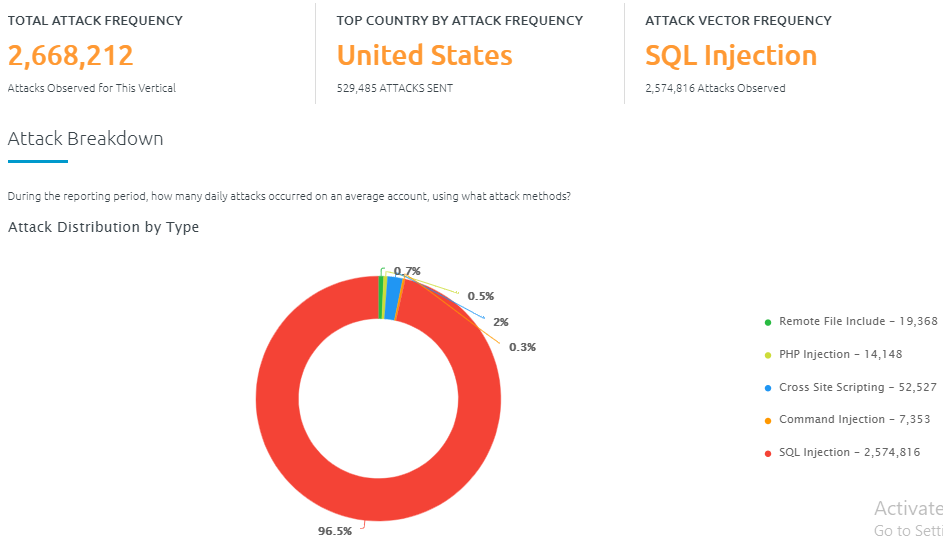 TOTAL ATTACK FREQUENCY
2,668,212
Attacks Observed for This Vertical
TOP COUNTRY BY ATTACK FREQUENCY
United States
529,485 ATTACKS SENT
ATTACK VECTOR FREQUENCY
SQL Injection
2,574,816 Attacks Observed
Attack Breakdown
During the reporting period, how many daily attacks occurred on an average account, using what attack methods?
Attack Distribution by Type
0.7%
0.5%
2%
0.3%
96.5%
Remote File Include – 19,368
PHP Injection – 14,148
Cross Site Scripting – 52,527
Command Injection – 7,353
SQL Injection – 2,574,816
Activate
Go to Setti